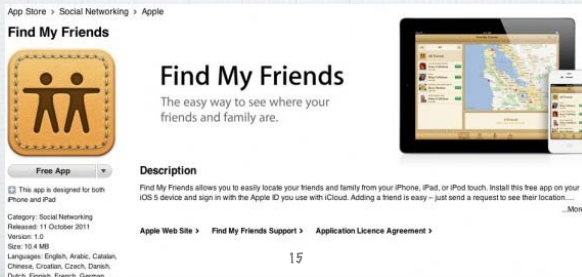 App Store > Social Networking > Apple
Find My Friends
Find My Friends
The easy way to see where your
friends and family are.
Free App
This app is designed for both
iPhone and iPad
Category: Social Networking
Released: 11 October 2011
Version: 1.0
Size: 10.4 MB
Languages: English, Arabic, Catalan,
Chinese, Croatian, Czech, Danish,
Dutch, Finnish, French, German
Description
Find My Friends allows you to easily locate your friends and family from your iPhone, iPad, or iPod touch. Install this free app on your
iOS 5 device and sign in with the Apple ID you use with iCloud. Adding a friend is easy – just send a request to see their location....
...More
Apple Web Site > Find My Friends Support > Application Licence Agreement >
15